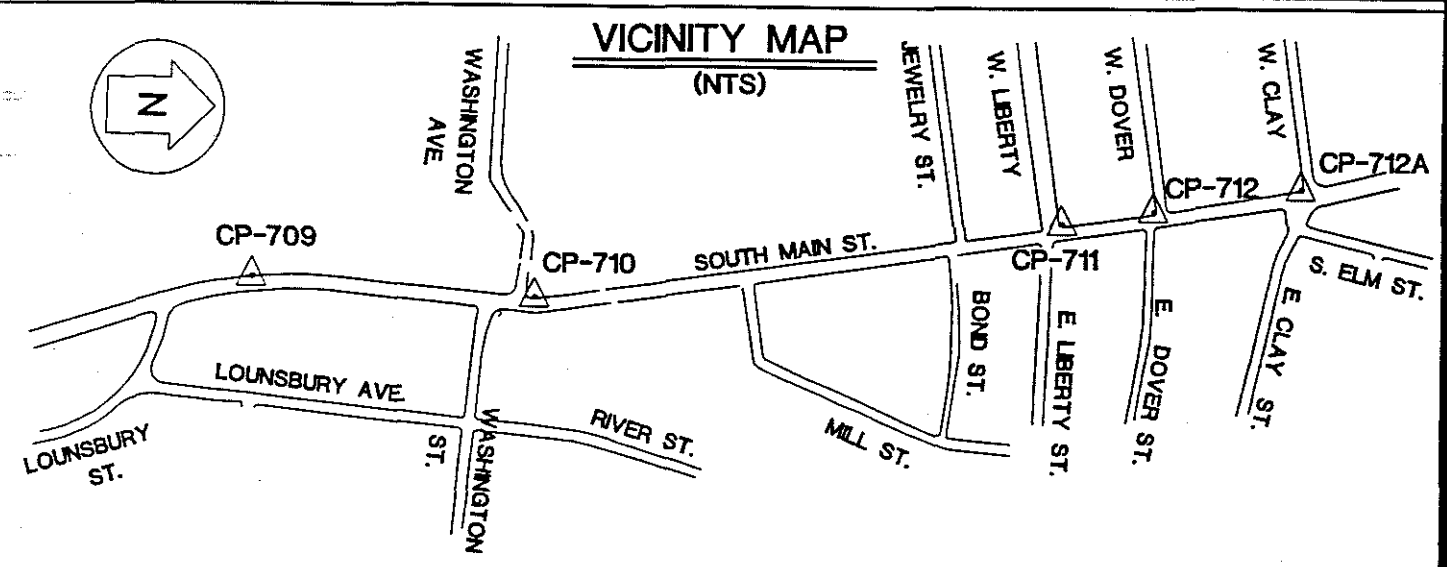 VICINITY MAP
(NTS)
N
WASHINGTON
AVE.
JEWELRY ST.
W. LIBERTY
W. DOVER
W. CLAY
CP-712A
CP-712
CP-709
CP-710
SOUTH MAIN ST.
CP-711
S. ELM ST.
BOND ST.
E. LIBERTY ST.
E. DOVER ST.
E. CLAY ST.
LOUNSBURY AVE.
RIVER ST.
MILL ST.
WASHINGTON
ST.
LOUNSBURY
ST.